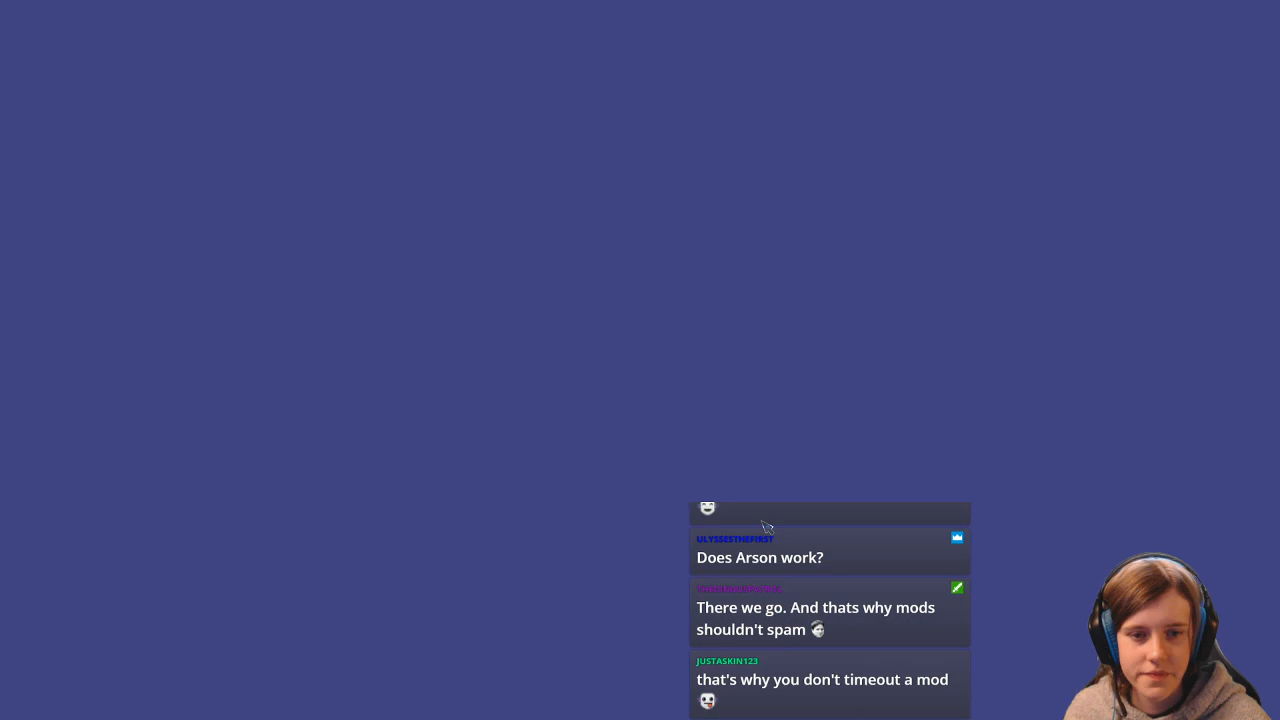 ULYSSESTHEFIRST
Does Arson work?
There we go. And thats why mods
shouldn't spam
JUSTASKIN123
that's why you don't timeout a mod